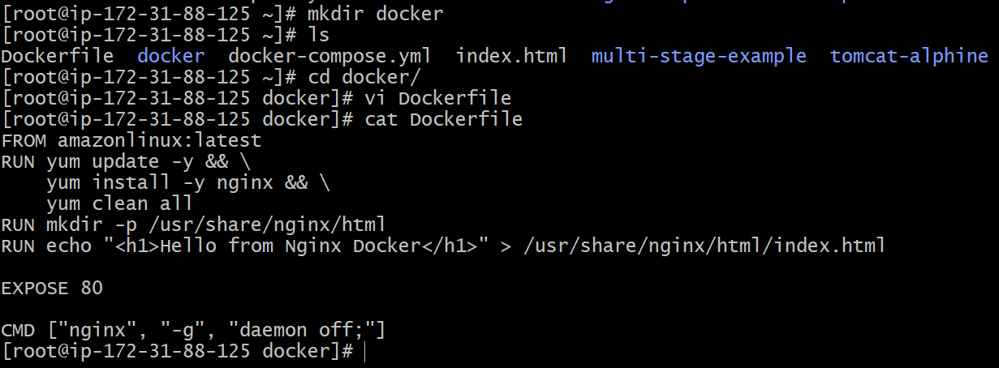 [root@ip-172-31-88-125 ~]# mkdir docker
[root@ip-172-31-88-125 ~]# ls
Dockerfile  docker  docker-compose.yml  index.html  multi-stage-example  tomcat-alphine
[root@ip-172-31-88-125 ~]# cd docker/
[root@ip-172-31-88-125 docker]# vi Dockerfile
[root@ip-172-31-88-125 docker]# cat Dockerfile
FROM amazonlinux:latest
RUN yum update -y && \
    yum install -y nginx && \
    yum clean all
RUN mkdir -p /usr/share/nginx/html
RUN echo "<h1>Hello from Nginx Docker</h1>" > /usr/share/nginx/html/index.html

EXPOSE 80

CMD ["nginx", "-g", "daemon off;"]
[root@ip-172-31-88-125 docker]#